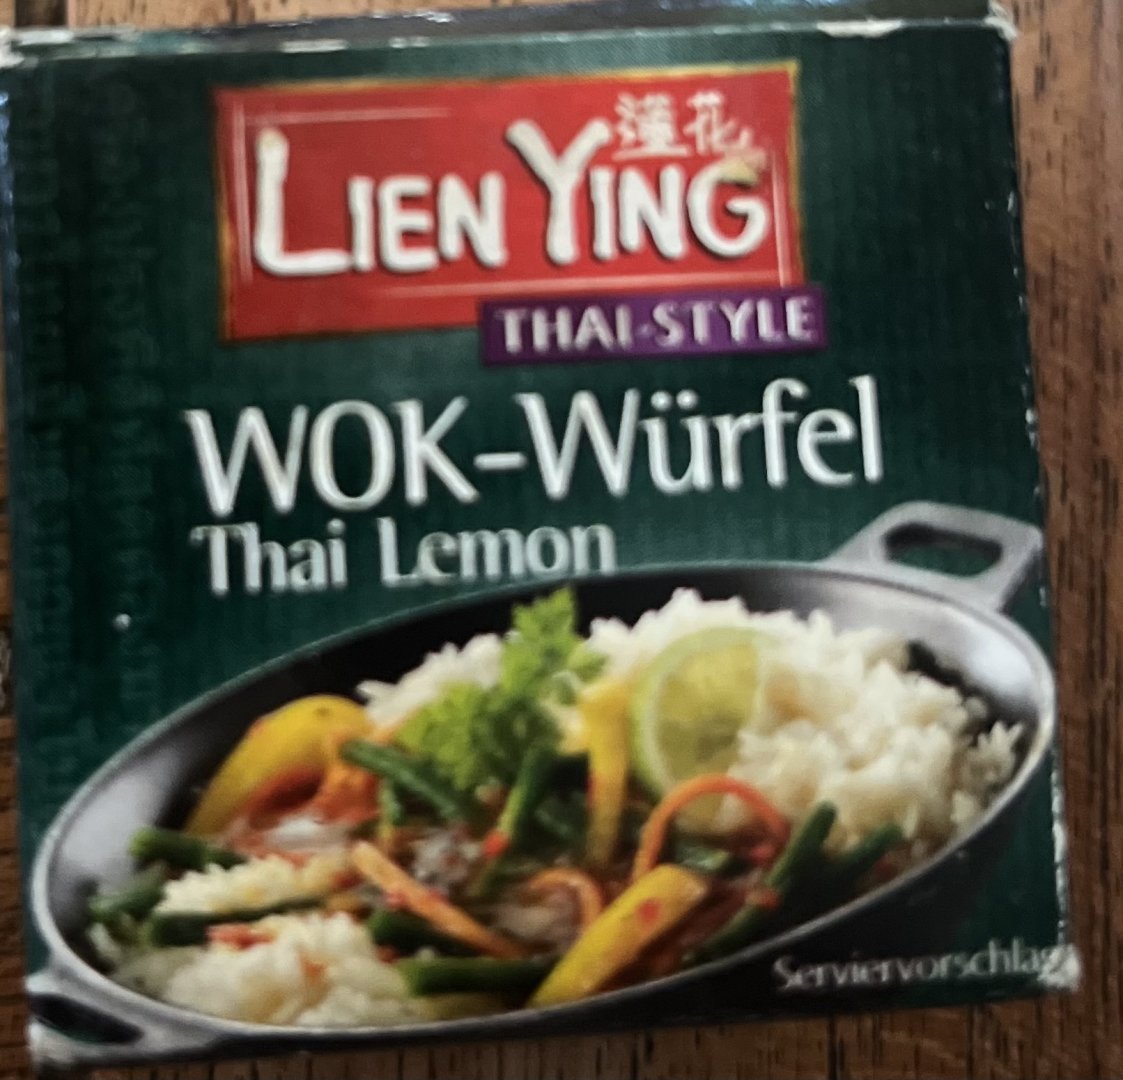 蓮花
LIEN YING
THAI-STYLE
WOK-Würfel
Thai Lemon
Serviervorschlag